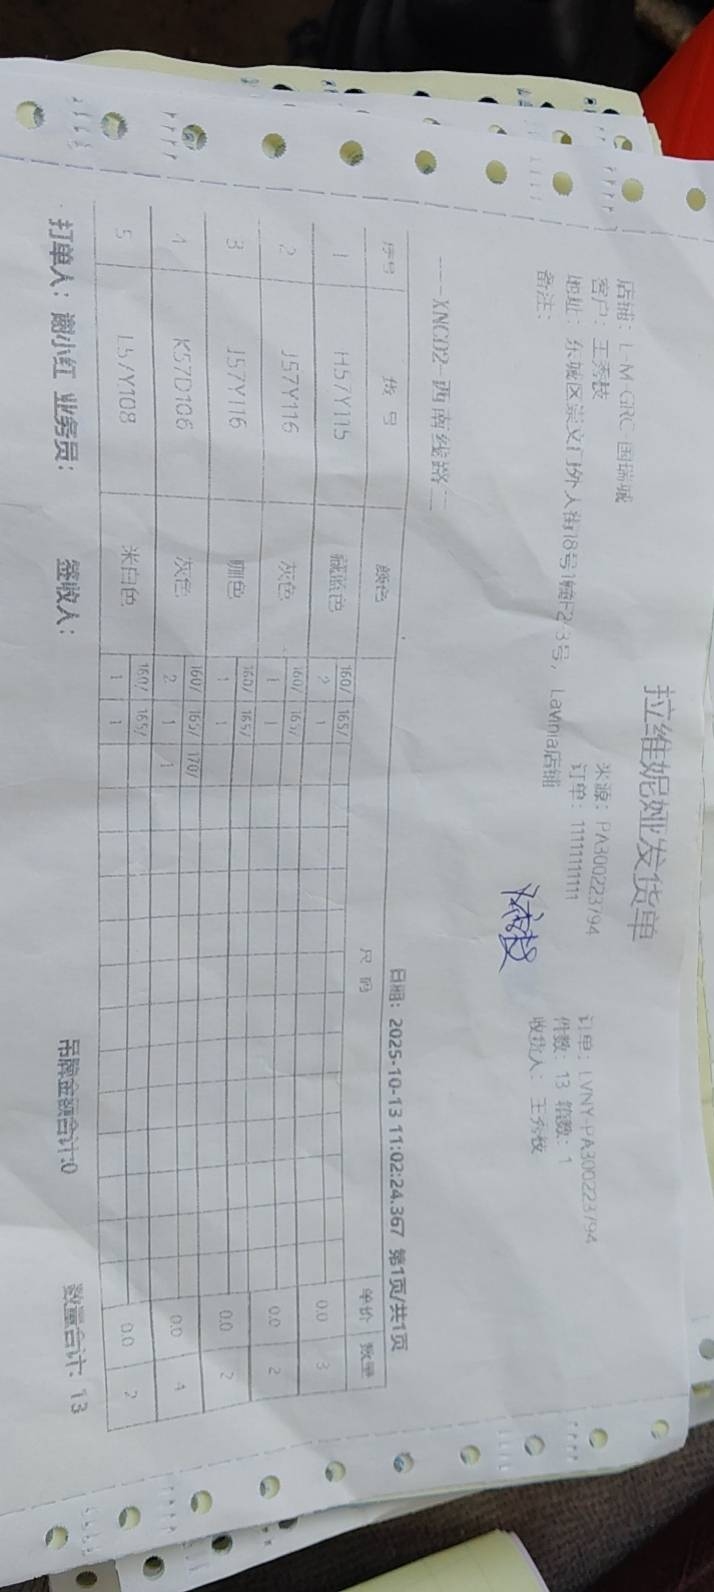 拉维妮娅发货单
店铺：L-M-GRC-国瑞城
来源：PA300223794
订单：LVNY-PA300223794
客户：王秀枝
订单：11111111111
件数：13 箱数：1
地址：东城区崇文门外大街18号1幢F2-3号，Lavinia店铺
收货人：王秀枝
备注：
----XNCD2-西南线路二
日期：2025-10-13 11:02:24.367 第1页/共1页
序号 货号 颜色 尺码 单价 数量
1 H57Y115 藏蓝色 160/ 165/ 0.0 3
2 1
2 J57Y116 灰色 160/ 165/ 0.0 2
1 1
3 J57Y116 咖色 160/ 165/ 0.0 2
1 1
4 K57D106 灰色 160/ 165/ 170/ 0.0 4
2 1 1
5 L57Y108 米白色 160/ 165/ 0.0 2
1 1
打单人：谢小红 业务员： 签收人： 吊牌金额合计:0 数量合计：13